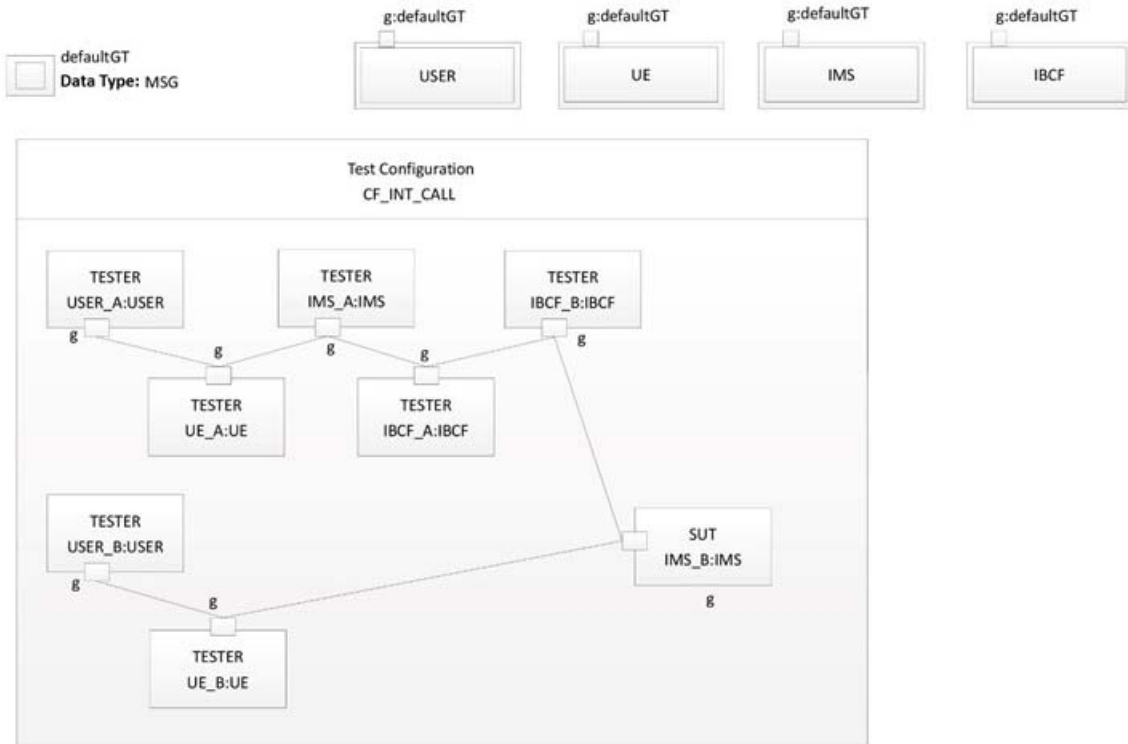 g:defaultGT
g:defaultGT
g:defaultGT
g:defaultGT
defaultGT
Data Type: MSG
USER
UE
IMS
IBCF
Test Configuration
CF_INT_CALL
TESTER
USER_A:USER
g
TESTER
IMS_A:IMS
g
TESTER
IBCF_B:IBCF
g
g
TESTER
UE_A:UE
g
TESTER
IBCF_A:IBCF
TESTER
USER_B:USER
g
SUT
IMS_B:IMS
g
g
TESTER
UE_B:UE